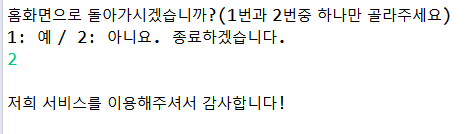 홈화면으로 돌아가시겠습니까?(1번과 2번중 하나만 골라주세요)
1: 예 / 2: 아니요. 종료하겠습니다.
2
저희 서비스를 이용해주셔서 감사합니다!